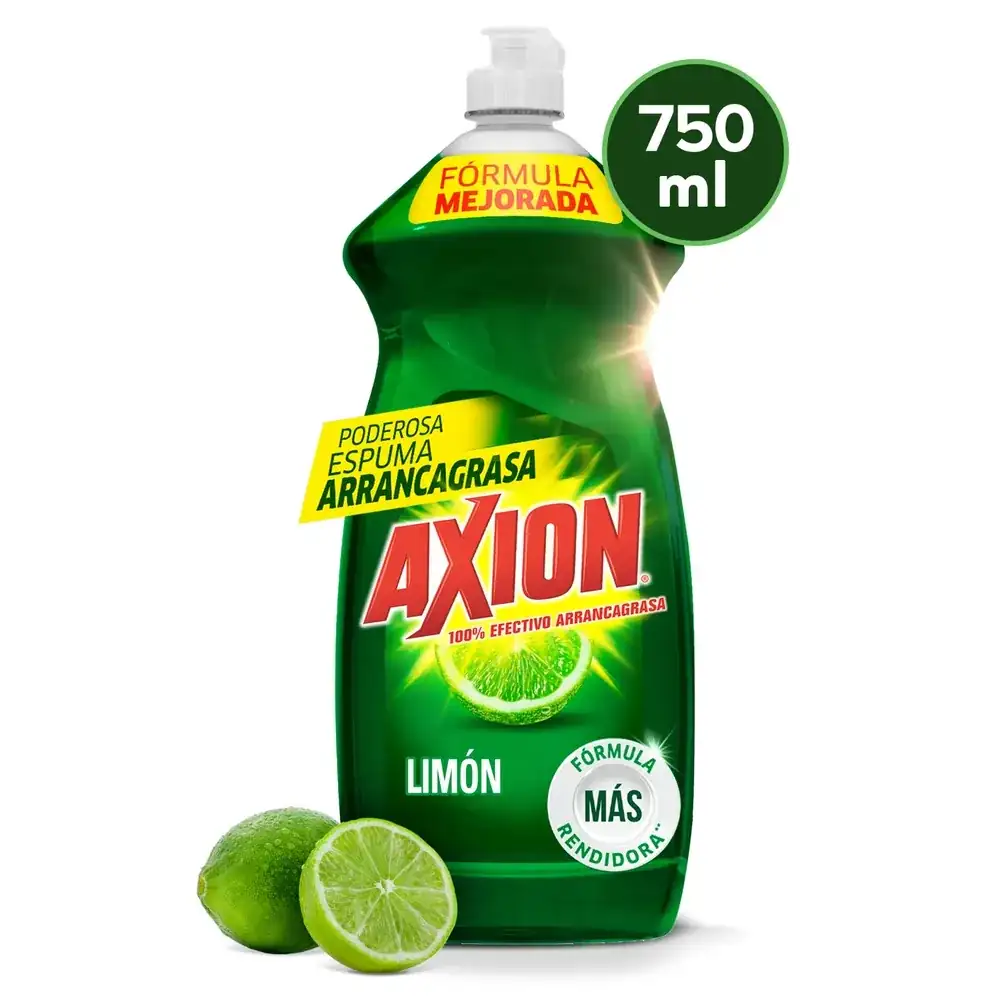 750
ml
FÓRMULA
MEJORADA
PODEROSA
ESPUMA
ARRANCAGRASA
AXION®
100% EFECTIVO ARRANCAGRASA
LIMÓN
FÓRMULA
MÁS
RENDIDORA**